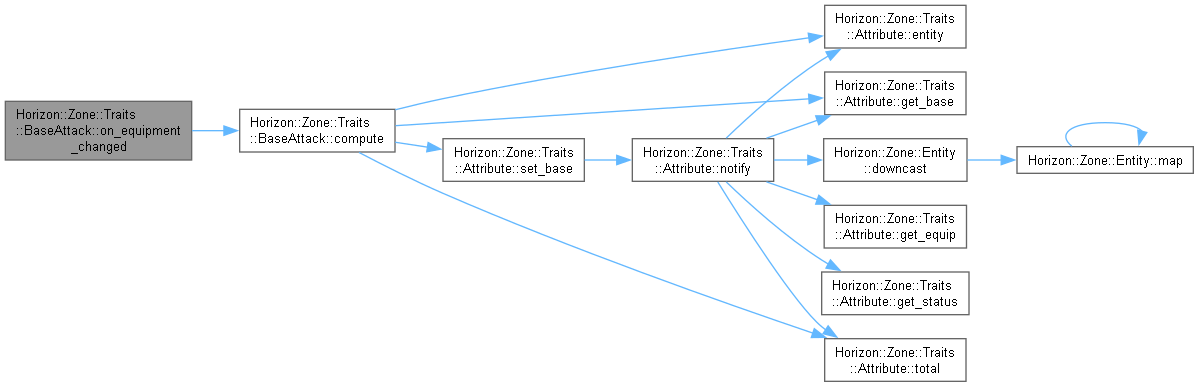 Horizon::Zone::Traits
::BaseAttack::on_equipment
_changed
Horizon::Zone::Traits
::BaseAttack::compute
Horizon::Zone::Traits
::Attribute::set_base
Horizon::Zone::Traits
::Attribute::notify
Horizon::Zone::Traits
::Attribute::entity
Horizon::Zone::Traits
::Attribute::get_base
Horizon::Zone::Entity
::downcast
Horizon::Zone::Entity::map
Horizon::Zone::Traits
::Attribute::get_equip
Horizon::Zone::Traits
::Attribute::get_status
Horizon::Zone::Traits
::Attribute::total